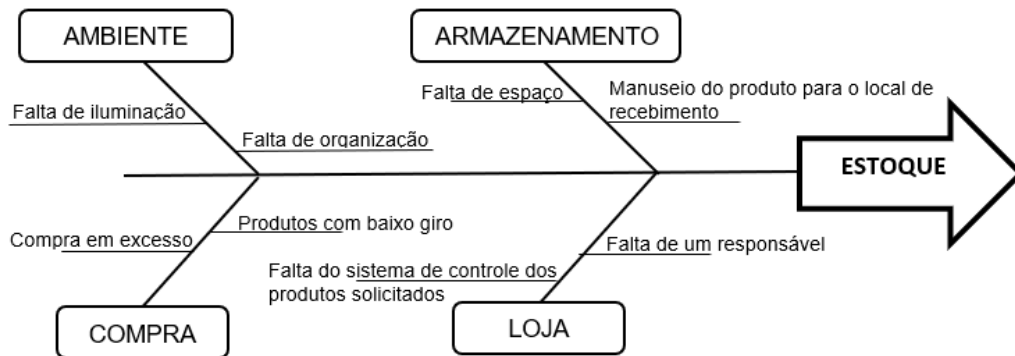 AMBIENTE
ARMAZENAMENTO
Falta de iluminação
Falta de organização
Falta de espaço
Manuseio do produto para o local de
recebimento
ESTOQUE
Compra em excesso
Produtos com baixo giro
Falta do sistema de controle dos
produtos solicitados
Falta de um responsável
COMPRA
LOJA